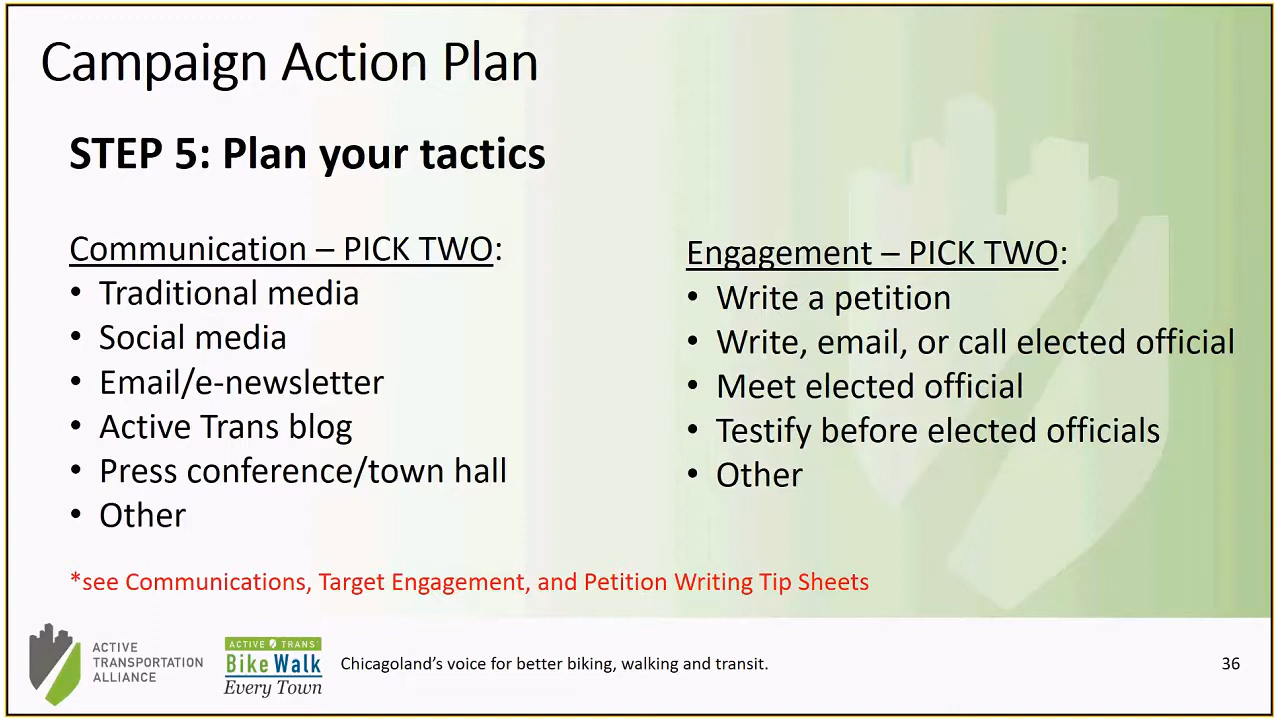 Campaign Action Plan
STEP 5: Plan your tactics
Communication – PICK TWO:
• Traditional media
• Social media
• Email/e-newsletter
• Active Trans blog
• Press conference/town hall
• Other
Engagement – PICK TWO:
• Write a petition
• Write, email, or call elected official
• Meet elected official
• Testify before elected officials
• Other
*see Communications, Target Engagement, and Petition Writing Tip Sheets
ACTIVE
TRANSPORTATION
ALLIANCE
ACTIVE TRANS
Bike Walk
Every Town
Chicagoland’s voice for better biking, walking and transit.
36